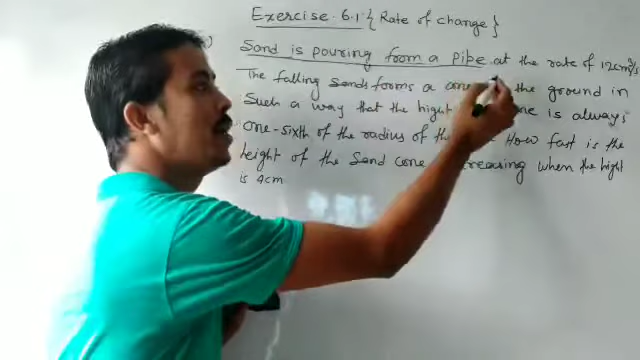 Exercise. 6.1 { Rate of change }
Sand is pouring from a pipe at the rate of 12cm³/s
The falling sands forms a cone the ground in
such a way that the hight is always
one-sixth of the radius of the How fast is the
height of the sand cone when the hight
is 4cm